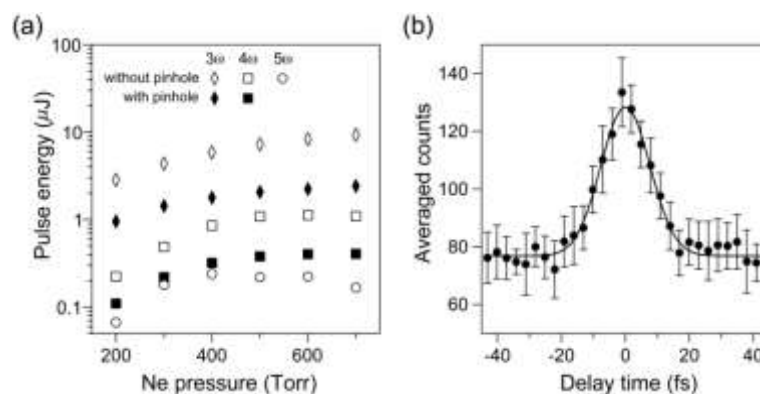 (a)
100
10
1
0.1
Pulse energy (μJ)
3ω 4ω 5ω
without pinhole
with pinhole
200 400 600
Ne pressure (Torr)
(b)
140
120
100
80
60
Averaged counts
-40 -20 0 20 40
Delay time (fs)